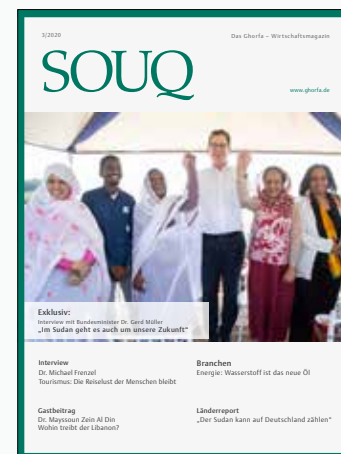 3/2020
Das Ghorfa – Wirtschaftsmagazin
SOUQ
www.ghorfa.de
Exklusiv:
Interview mit Bundesminister Dr. Gerd Müller
„Im Sudan geht es auch um unsere Zukunft“
Interview
Dr. Michael Frenzel
Tourismus: Die Reiselust der Menschen bleibt
Branchen
Energie: Wasserstoff ist das neue Öl
Gastbeitrag
Dr. Mayssoun Zein Al Din
Wohin treibt der Libanon?
Länderreport
„Der Sudan kann auf Deutschland zählen“